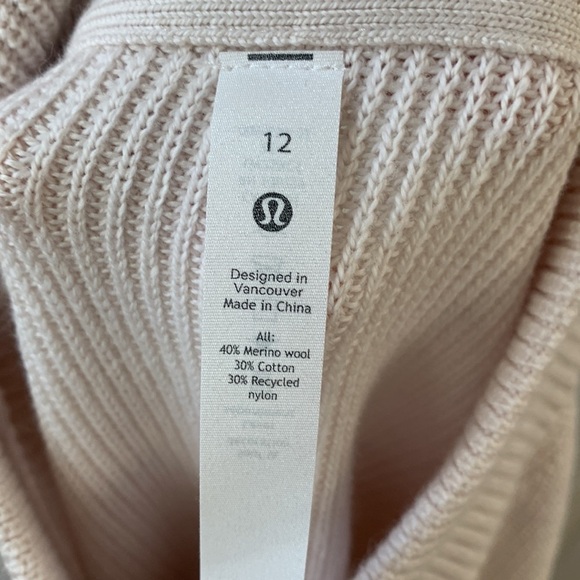 12
Designed in
Vancouver
Made in China
All:
40% Merino wool
30% Cotton
30% Recycled
nylon